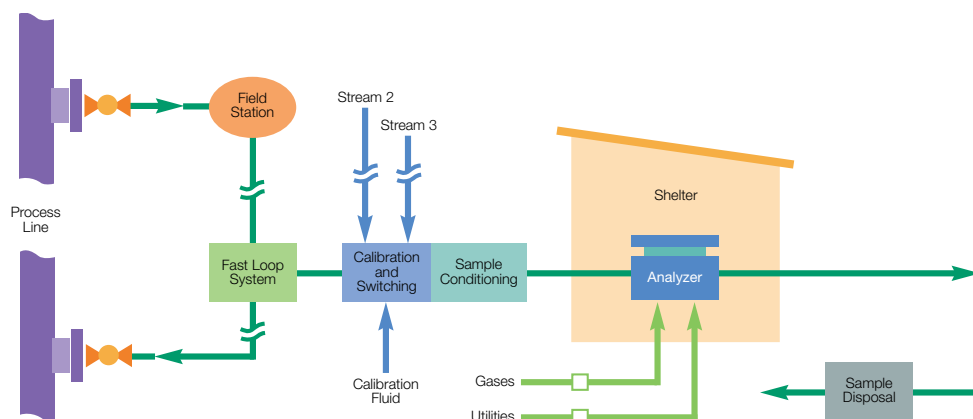 Field
Station
Stream 2
Stream 3
Process
Line
Shelter
Fast Loop
System
Calibration
and
Switching
Sample
Conditioning
Analyzer
Calibration
Fluid
Gases
Utilities
Sample
Disposal